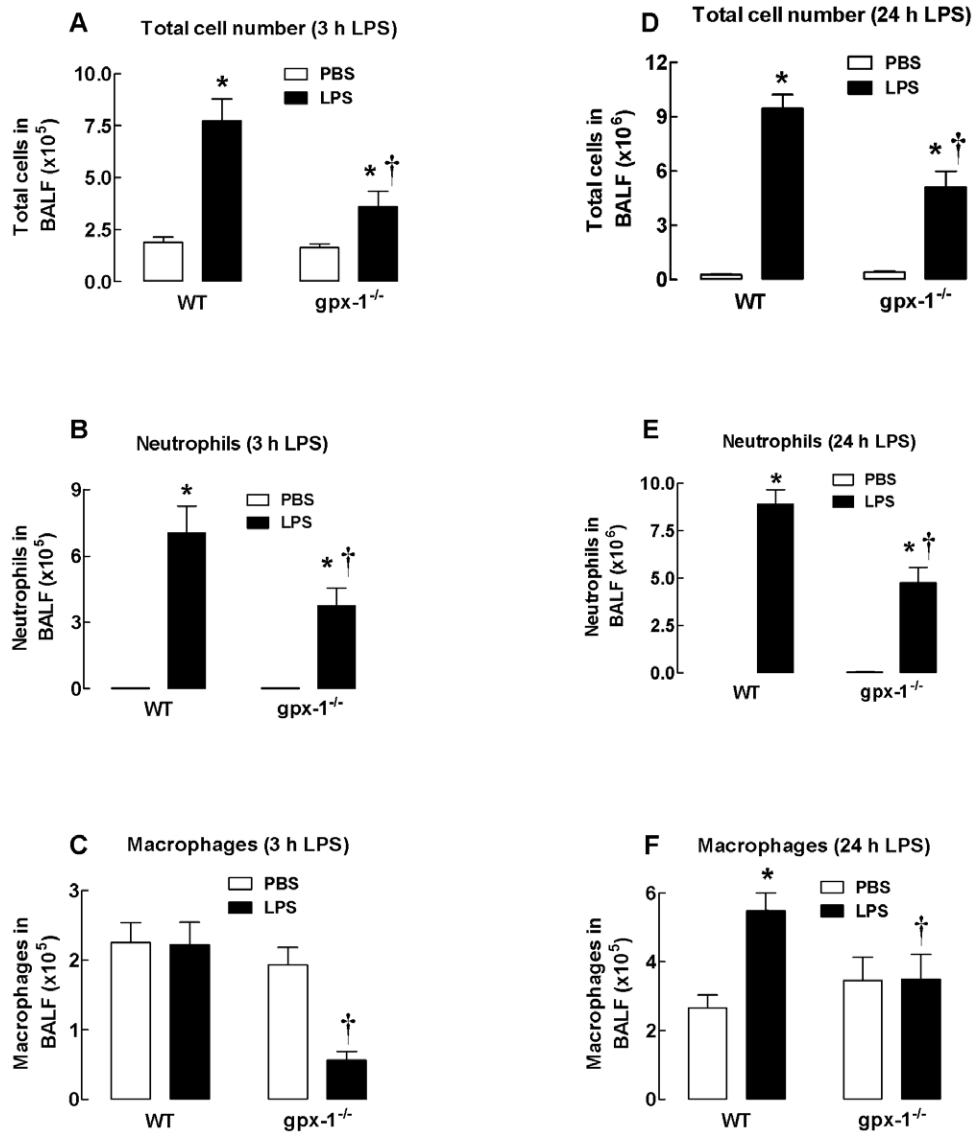 A
Total cell number (3 h LPS)
Total cells in
BALF (x10⁵)
10.0
7.5
5.0
2.5
0.0
PBS
LPS
*
* †
WT
gpx-1⁻/⁻
D
Total cell number (24 h LPS)
Total cells in
BALF (x10⁶)
12
9
6
3
0
PBS
LPS
*
* †
WT
gpx-1⁻/⁻
B
Neutrophils (3 h LPS)
Neutrophils in
BALF (x10⁵)
9
6
3
0
PBS
LPS
*
* †
WT
gpx-1⁻/⁻
E
Neutrophils (24 h LPS)
Neutrophils in
BALF (x10⁶)
10.0
7.5
5.0
2.5
0.0
PBS
LPS
*
* †
WT
gpx-1⁻/⁻
C
Macrophages (3 h LPS)
Macrophages in
BALF (x10⁵)
3
2
1
0
PBS
LPS
†
WT
gpx-1⁻/⁻
F
Macrophages (24 h LPS)
Macrophages in
BALF (x10⁵)
6
4
2
0
PBS
LPS
*
†
WT
gpx-1⁻/⁻